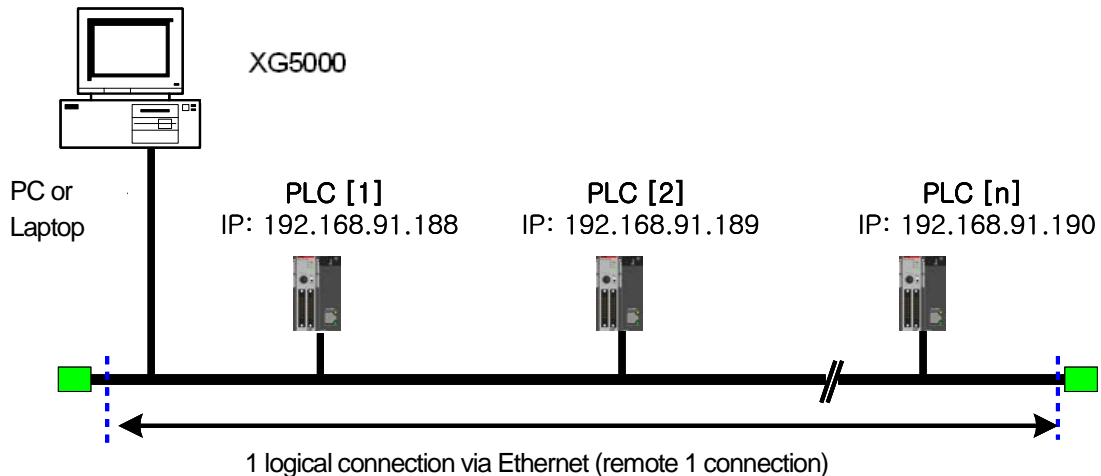 XG5000
PC or
Laptop
PLC [1]
IP: 192.168.91.188
PLC [2]
IP: 192.168.91.189
PLC [n]
IP: 192.168.91.190
1 logical connection via Ethernet (remote 1 connection)